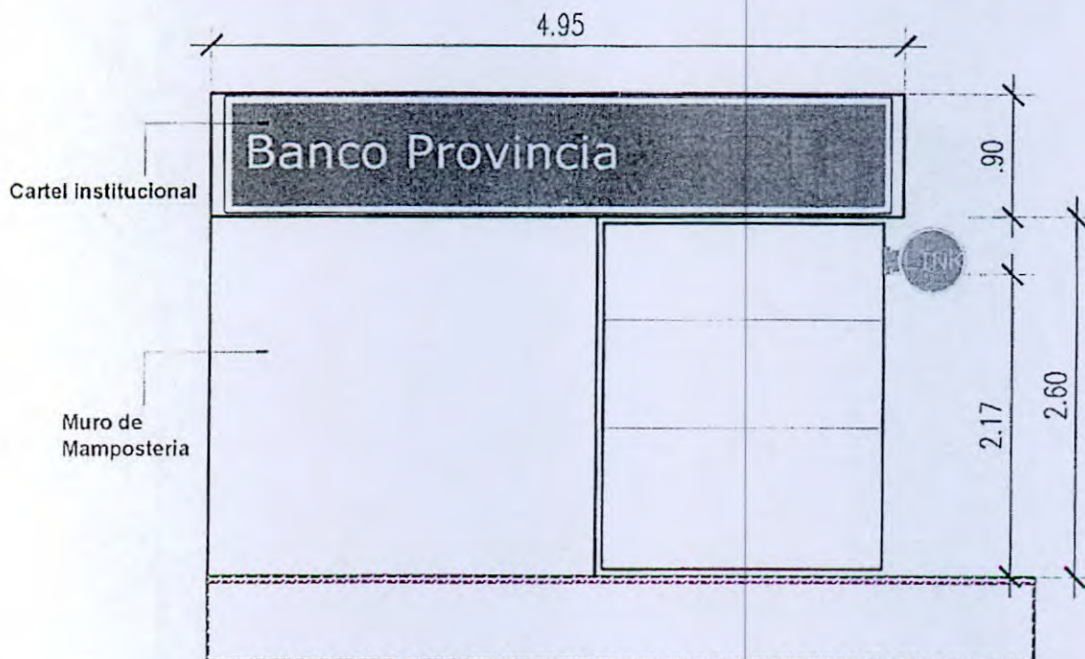 4.95
Banco Provincia
.90
Cartel institucional
LINK
2.17
2.60
Muro de
Mamposteria